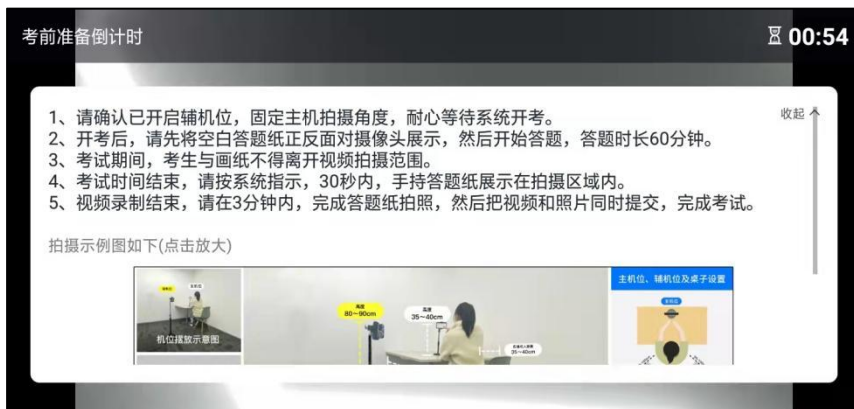 考前准备倒计时
00:54
1、请确认已开启辅机位，固定主机拍摄角度，耐心等待系统开考。
收起
2、开考后，请先将空白答题纸正反面对摄像头展示，然后开始答题，答题时长60分钟。
3、考试期间，考生与画纸不得离开视频拍摄范围。
4、考试时间结束，请按系统指示，30秒内，手持答题纸展示在拍摄区域内。
5、视频录制结束，请在3分钟内，完成答题纸拍照，然后把视频和照片同时提交，完成考试。
拍摄示例图如下(点击放大)
主机位、辅机位及桌子设置
高度
80～90cm
高度
35～40cm
35～40cm
机位摆放示意图